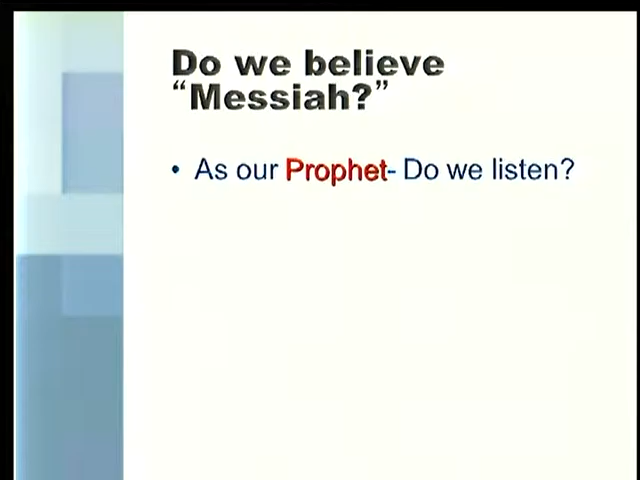 Do we believe
“Messiah?”
• As our Prophet- Do we listen?